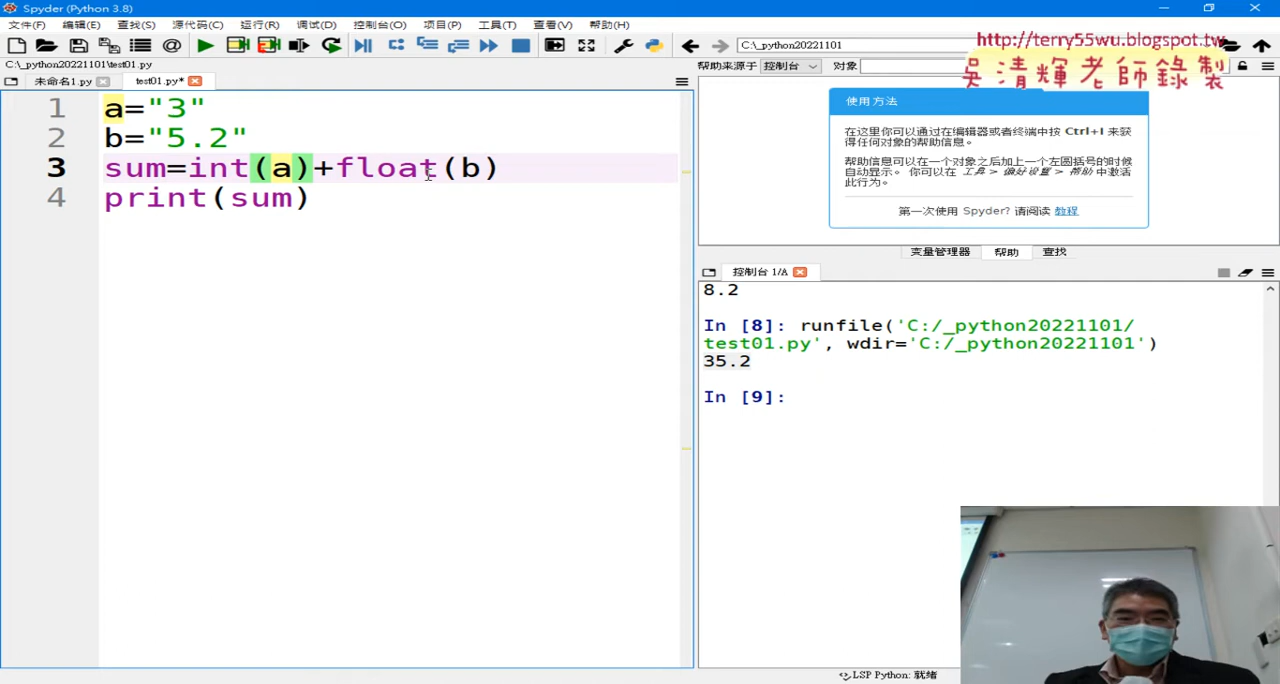 Spyder (Python 3.8)
文件(F) 编辑(E) 查找(S) 源代码(C) 运行(R) 调试(D) 控制台(O) 项目(P) 工具(T) 查看(V) 帮助(H)
C:\_python20221101
http://terry55wu.blogspot.tw
吳清輝老師錄製
C:\_python20221101\test01.py
帮助来源于 控制台 对象
未命名1.py test01.py*
1 a="3"
2 b="5.2"
3 sum=int(a)+float(b)
4 print(sum)
使用方法
在这里你可以通过在编辑器或者终端中按 Ctrl+I 来获
得任何对象的帮助信息。
帮助信息可以在一个对象之后加上一个左圆括号的时候
自动显示。 你可以在 工具 > 偏好设置 > 帮助 中激活
此行为。
第一次使用 Spyder? 请阅读 教程
变量管理器 帮助 查找
控制台 1/A
8.2
In [8]: runfile('C:/_python20221101/
test01.py', wdir='C:/_python20221101')
35.2
In [9]:
LSP Python: 就绪